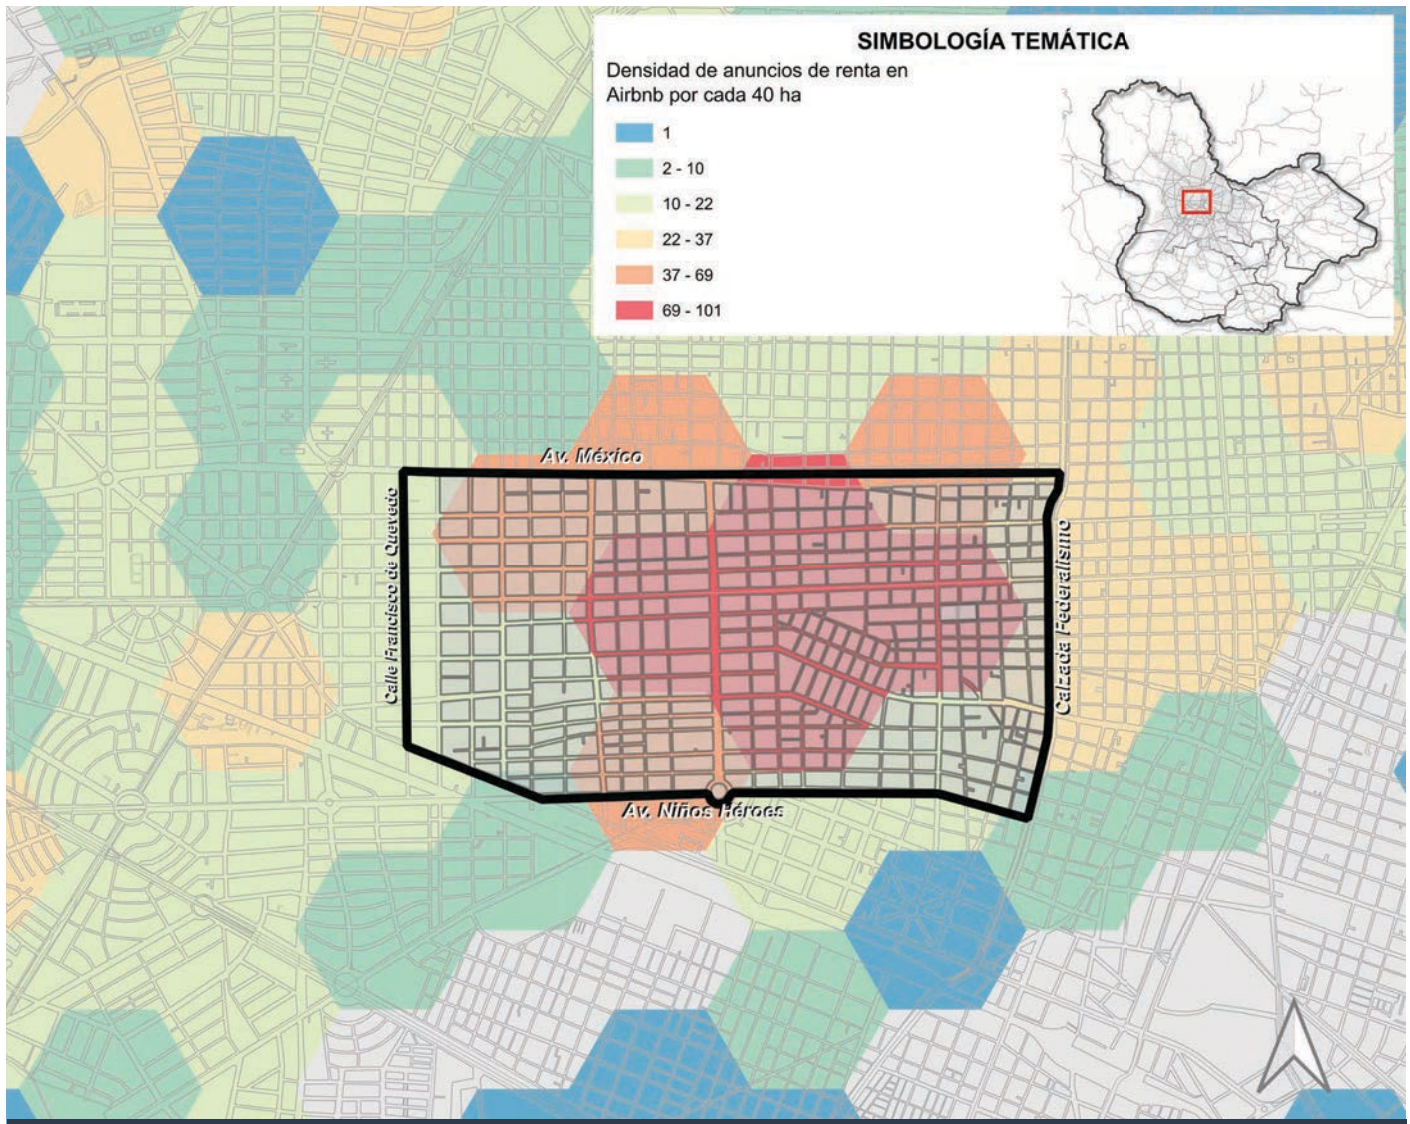 SIMBOLOGÍA TEMÁTICA
Densidad de anuncios de renta en
Airbnb por cada 40 ha
1
2 - 10
10 - 22
22 - 37
37 - 69
69 - 101
Av. México
Calle Francisco de Quevedo
Calzada Federalismo
Av. Niños Héroes